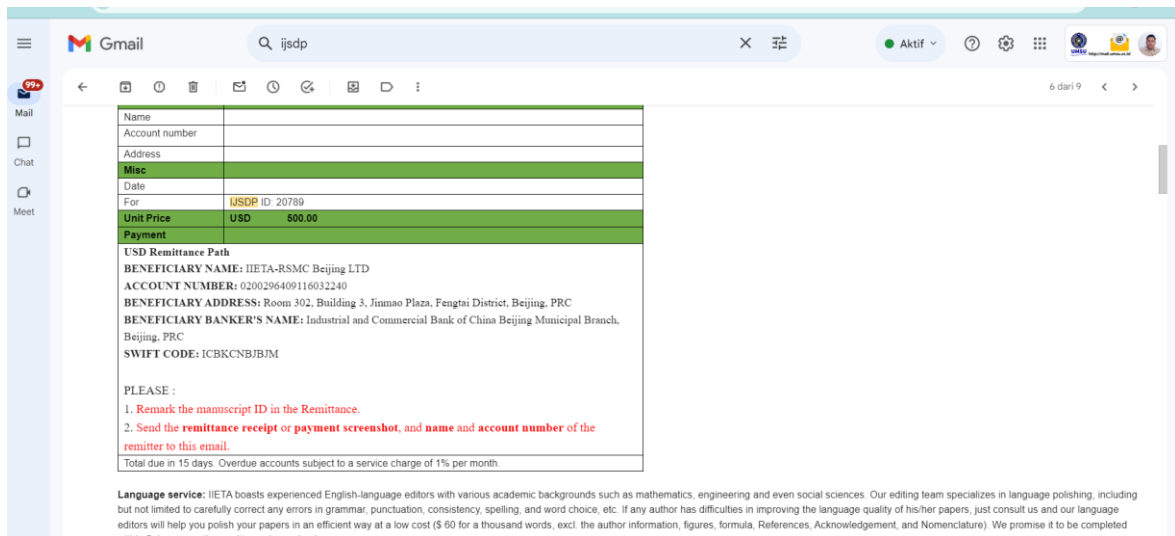 Gmail
ijsdp
Aktif
UMSU
99+
Mail
6 dari 9
Chat
Meet
Name
Account number
Address
Misc
Date
For IJSDP ID: 20789
Unit Price USD 500.00
Payment
USD Remittance Path
BENEFICIARY NAME: IIETA-RSMC Beijing LTD
ACCOUNT NUMBER: 0200296409116032240
BENEFICIARY ADDRESS: Room 302, Building 3, Jinmao Plaza, Fengtai District, Beijing, PRC
BENEFICIARY BANKER'S NAME: Industrial and Commercial Bank of China Beijing Municipal Branch,
Beijing, PRC
SWIFT CODE: ICBKCNBJBJM
PLEASE :
1. Remark the manuscript ID in the Remittance.
2. Send the remittance receipt or payment screenshot, and name and account number of the
remitter to this email.
Total due in 15 days. Overdue accounts subject to a service charge of 1% per month.
Language service: IIETA boasts experienced English-language editors with various academic backgrounds such as mathematics, engineering and even social sciences. Our editing team specializes in language polishing, including
but not limited to carefully correct any errors in grammar, punctuation, consistency, spelling, and word choice, etc. If any author has difficulties in improving the language quality of his/her papers, just consult us and our language
editors will help you polish your papers in an efficient way at a low cost ($ 60 for a thousand words, excl. the author information, figures, formula, References, Acknowledgement, and Nomenclature). We promise it to be completed